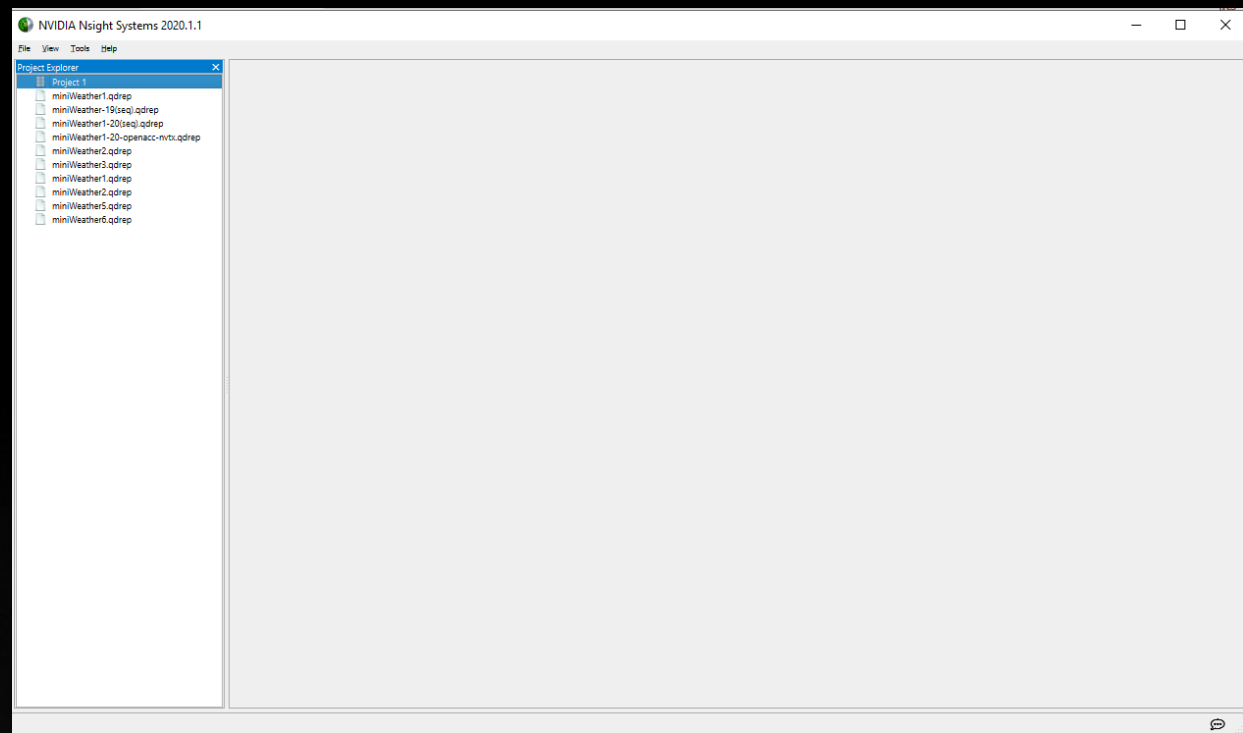 NVIDIA Nsight Systems 2020.1.1
File View Tools Help
Project Explorer
Project 1
miniWeather1.qdrep
miniWeather-19(seq).qdrep
miniWeather1-20(seq).qdrep
miniWeather1-20-openacc-nvtx.qdrep
miniWeather2.qdrep
miniWeather3.qdrep
miniWeather1.qdrep
miniWeather2.qdrep
miniWeather5.qdrep
miniWeather6.qdrep